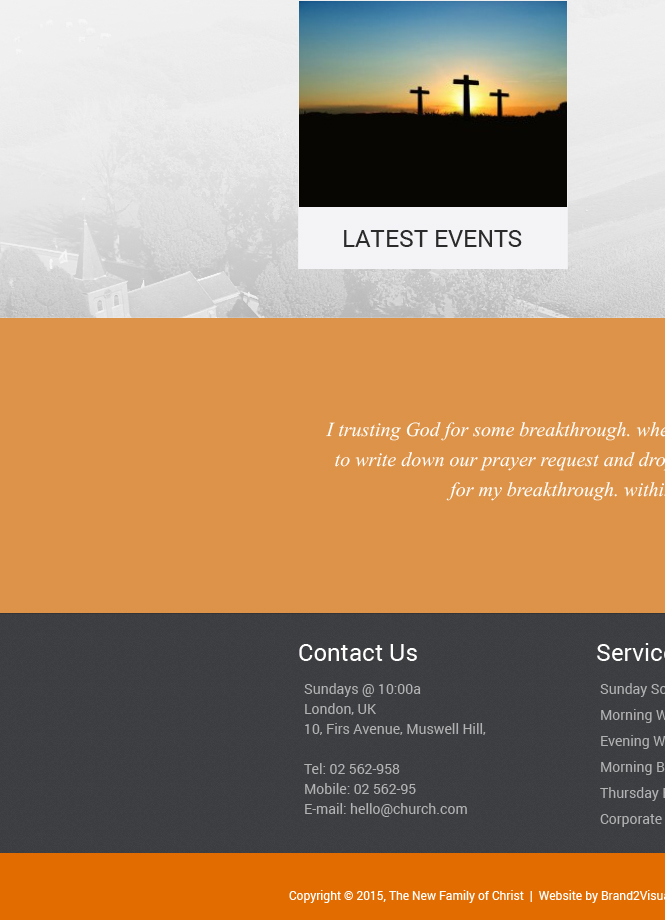 LATEST EVENTS
I trusting God for some breakthrough. whe
to write down our prayer request and dro
for my breakthrough. withi
Contact Us
Sundays @ 10:00a
London, UK
10, Firs Avenue, Muswell Hill,
Tel: 02 562-958
Mobile: 02 562-95
E-mail: hello@church.com
Servic
Sunday Sc
Morning W
Evening W
Morning B
Thursday
Corporate
Copyright © 2015, The New Family of Christ | Website by Brand2Visu